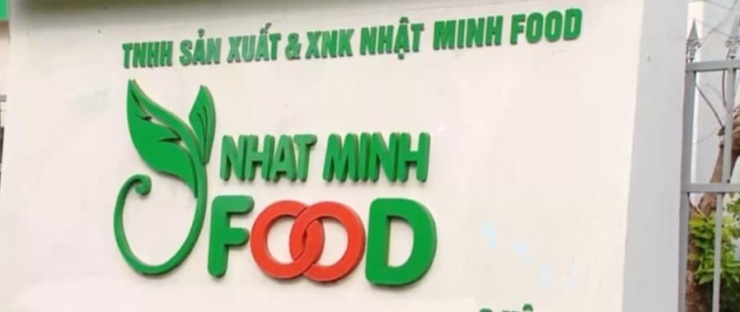 TNHH SẢN XUẤT & XNK NHẬT MINH FOOD
NHAT MINH
FOOD